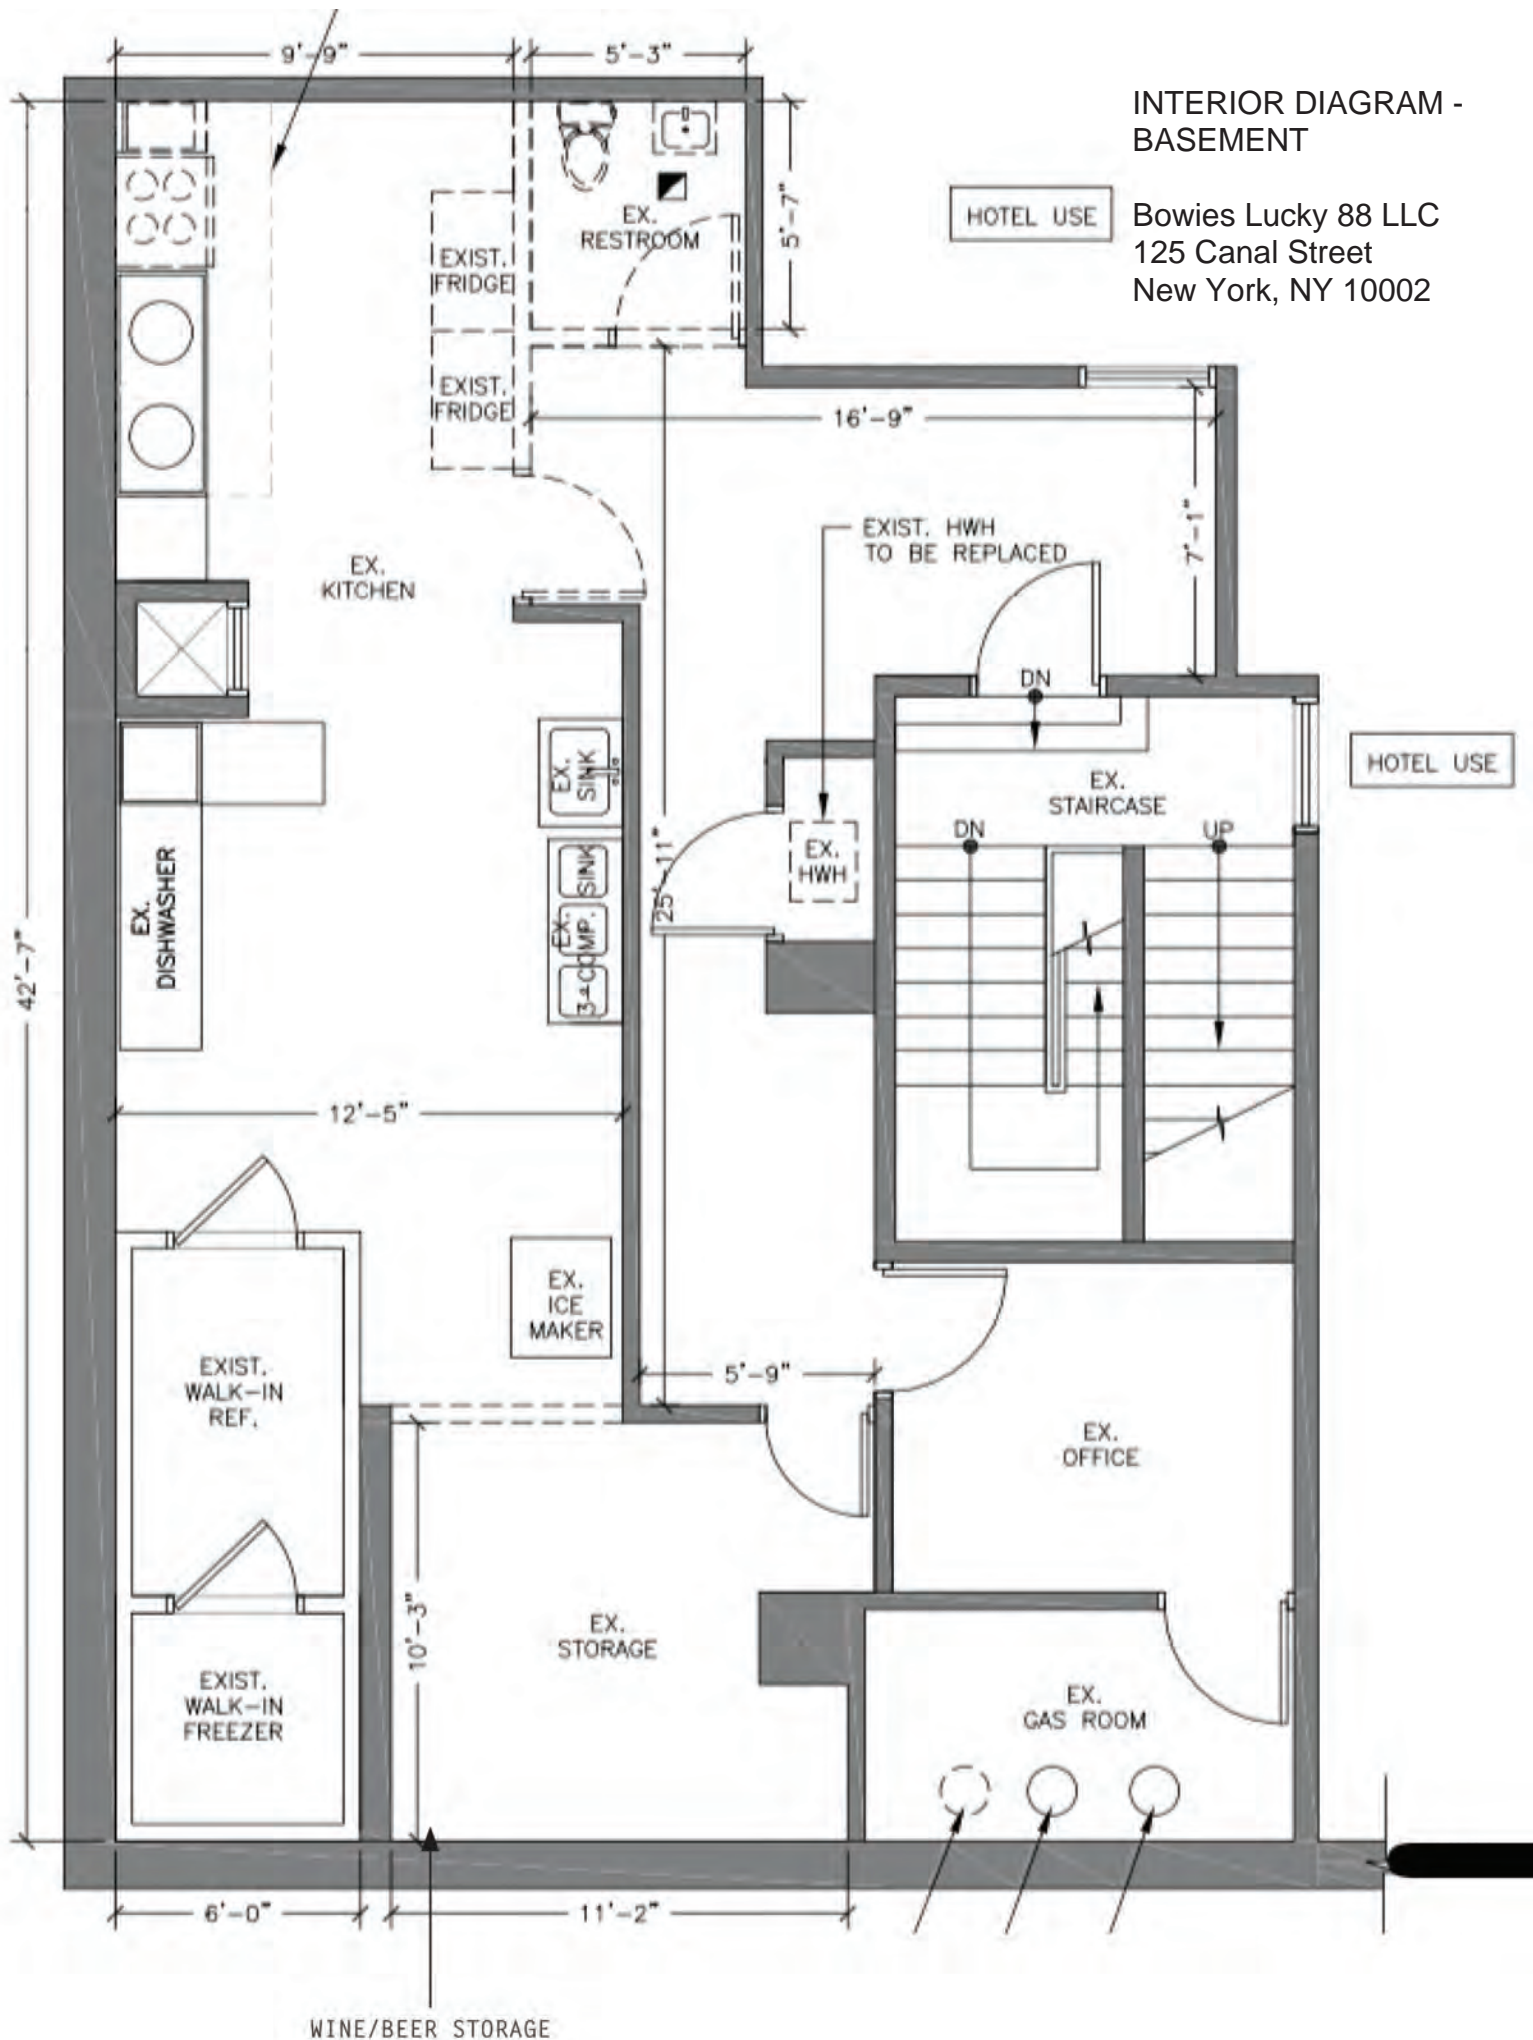 9'-9"
5'-3"
INTERIOR DIAGRAM -
BASEMENT
HOTEL USE
Bowies Lucky 88 LLC
125 Canal Street
New York, NY 10002
5'-7"
EX.
RESTROOM
EXIST.
FRIDGE
EXIST.
FRIDGE
16'-9"
7'-1"
EXIST. HWH
TO BE REPLACED
EX.
KITCHEN
DN
HOTEL USE
EX.
SINK
EX.
STAIRCASE
DN
UP
EX.
HWH
25'-11"
EX.
3-COMP. SINK
EX.
DISHWASHER
42'-7"
12'-5"
EX.
ICE
MAKER
EXIST.
WALK-IN
REF.
5'-9"
EX.
OFFICE
10'-3"
EX.
STORAGE
EXIST.
WALK-IN
FREEZER
EX.
GAS ROOM
6'-0"
11'-2"
WINE/BEER STORAGE